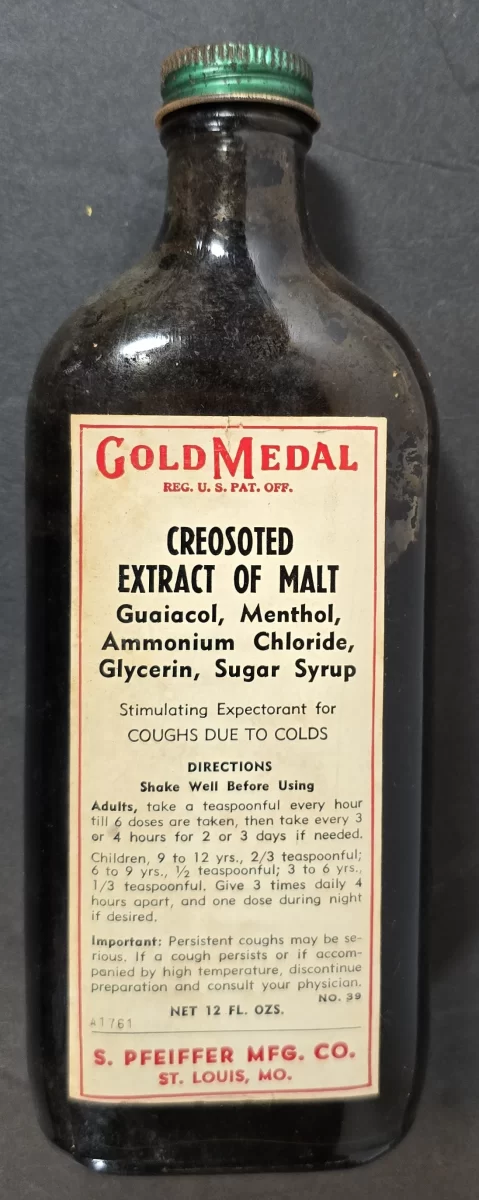 GOLD MEDAL
REG. U. S. PAT. OFF.
CREOSOTED
EXTRACT OF MALT
Guaiacol, Menthol,
Ammonium Chloride,
Glycerin, Sugar Syrup
Stimulating Expectorant for
COUGHS DUE TO COLDS
DIRECTIONS
Shake Well Before Using
Adults, take a teaspoonful every hour
till 6 doses are taken, then take every 3
or 4 hours for 2 or 3 days if needed.
Children, 9 to 12 yrs., 2/3 teaspoonful;
6 to 9 yrs., ½ teaspoonful; 3 to 6 yrs.,
1/3 teaspoonful. Give 3 times daily 4
hours apart, and one dose during night
if desired.
Important: Persistent coughs may be se-
rious. If a cough persists or if accom-
panied by high temperature, discontinue
preparation and consult your physician.
NO. 39
NET 12 FL. OZS.
A1761
S. PFEIFFER MFG. CO.
ST. LOUIS, MO.